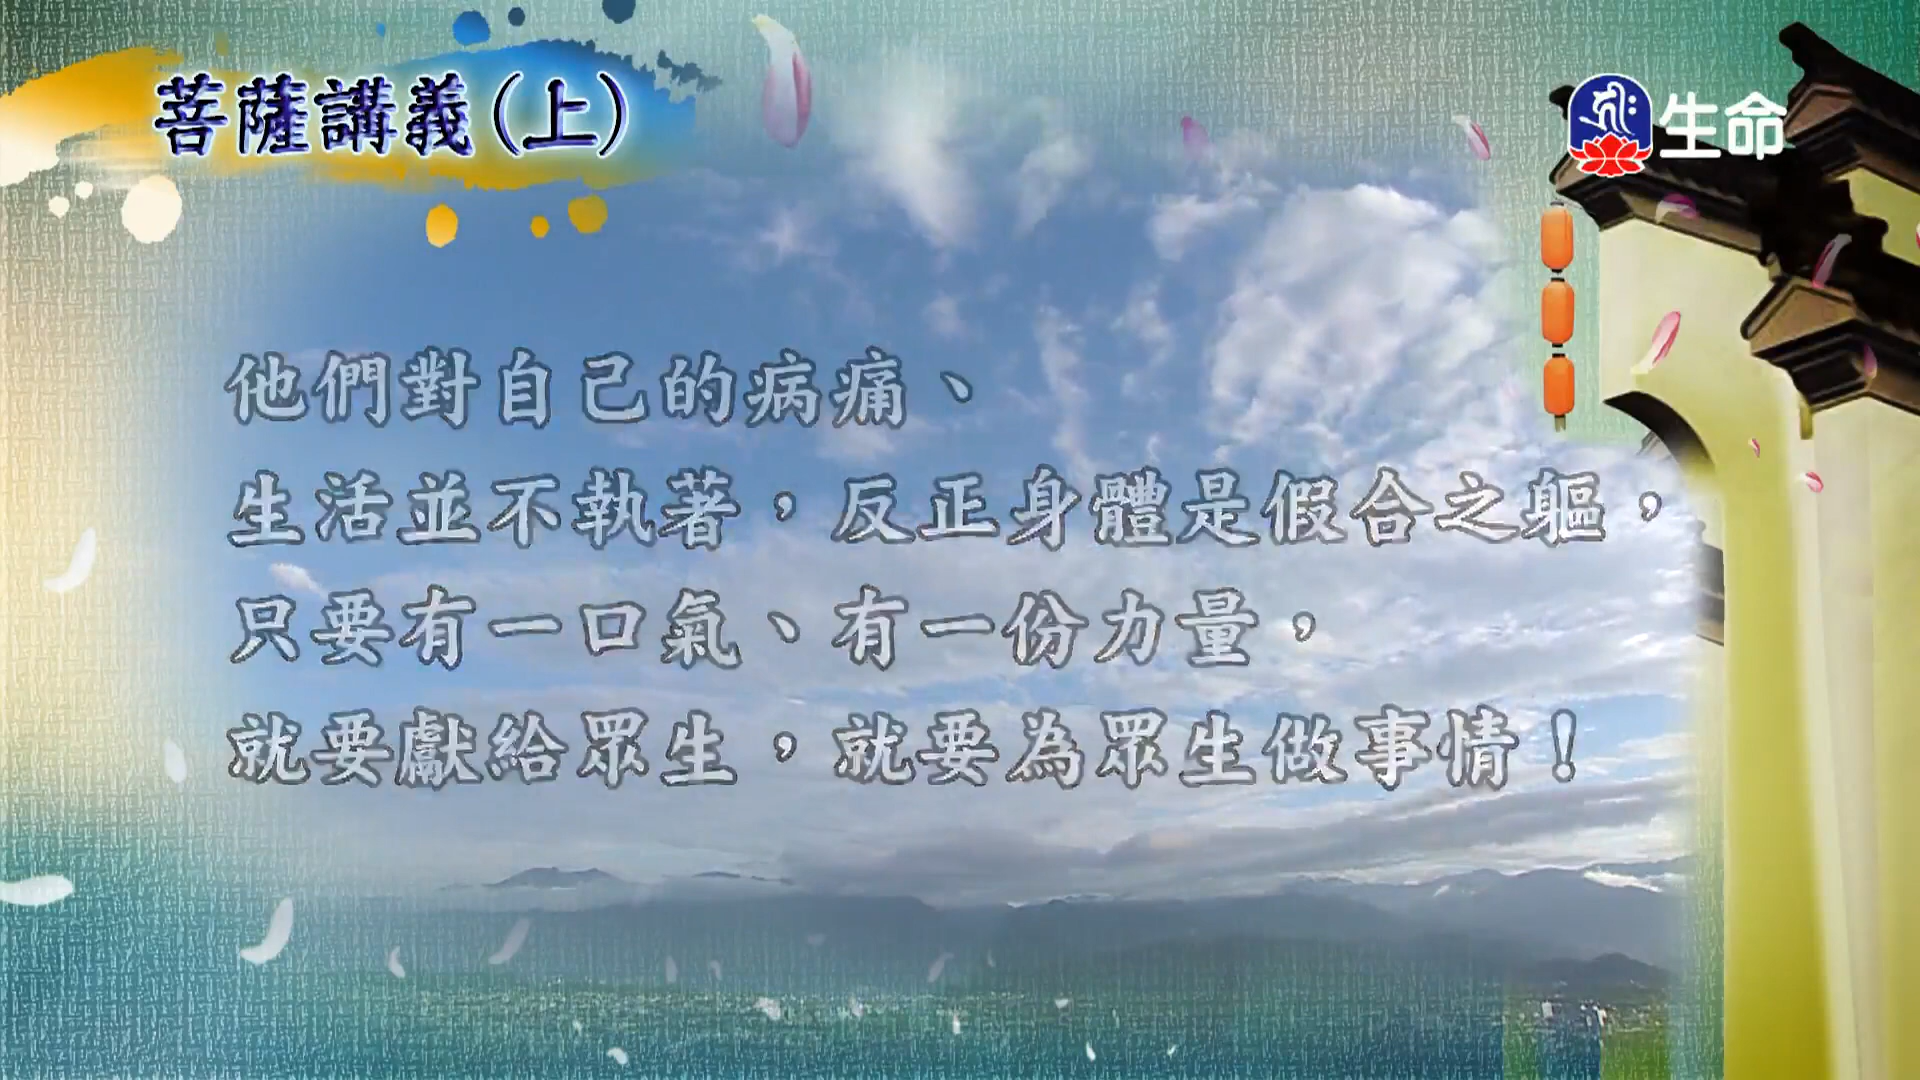 菩薩講義(上)
生命
他們對自己的病痛、
生活並不執著，反正身體是假合之軀，
只要有一口氣、有一份力量，
就要獻給眾生，就要為眾生做事情！